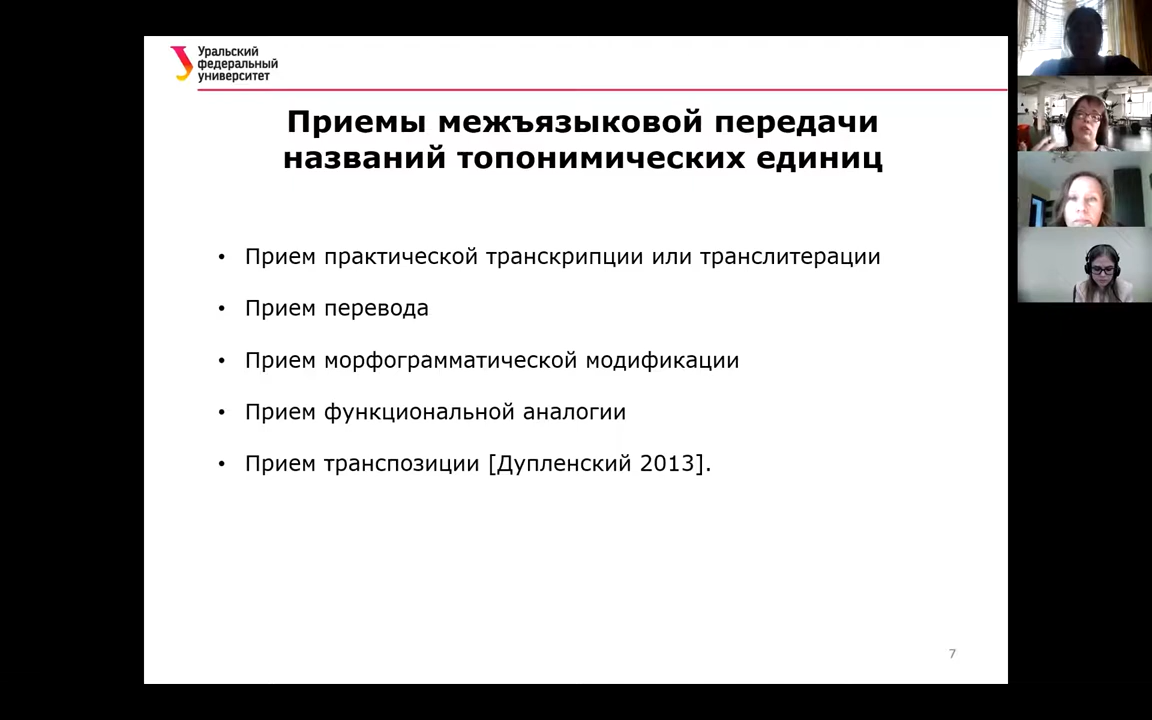 Уральский
федеральный
университет
Приемы межъязыковой передачи
названий топонимических единиц
• Прием практической транскрипции или транслитерации
• Прием перевода
• Прием морфограмматической модификации
• Прием функциональной аналогии
• Прием транспозиции [Дупленский 2013].
7